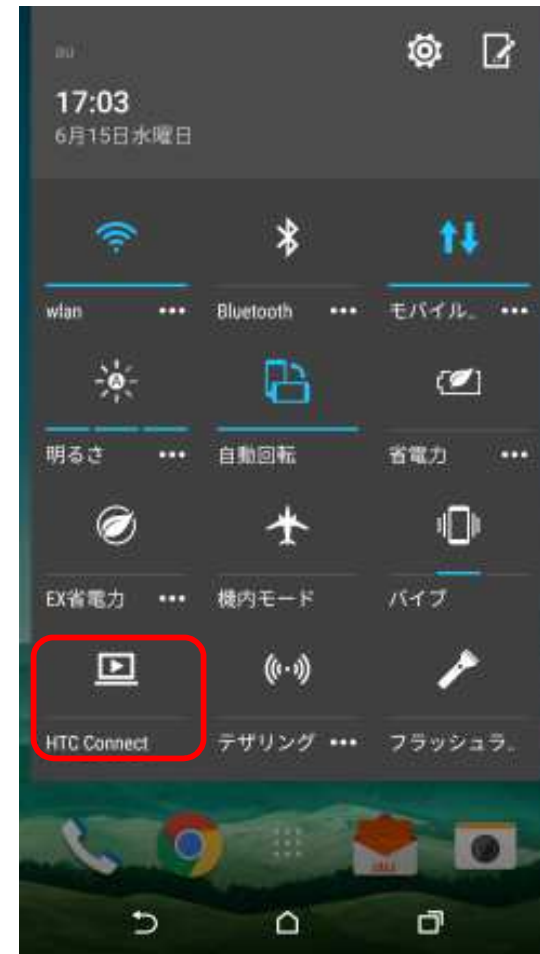 au
17:03
6月15日水曜日
wlan
Bluetooth
モバイル..
明るさ
自動回転
省電力
EX省電力
機内モード
バイブ
HTC Connect
テザリング
フラッシュラ..
au